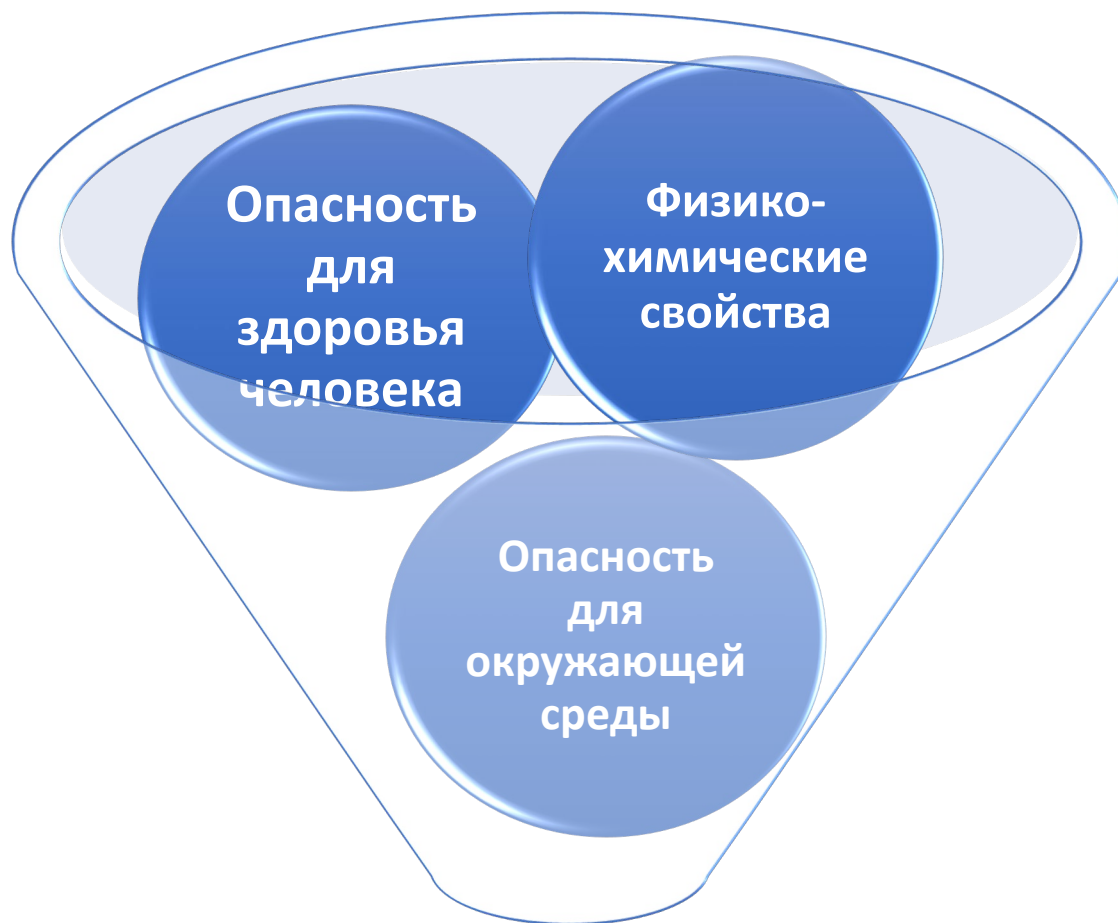 Опасность
для
здоровья
человека
Физико-
химические
свойства
Опасность
для
окружающей
среды